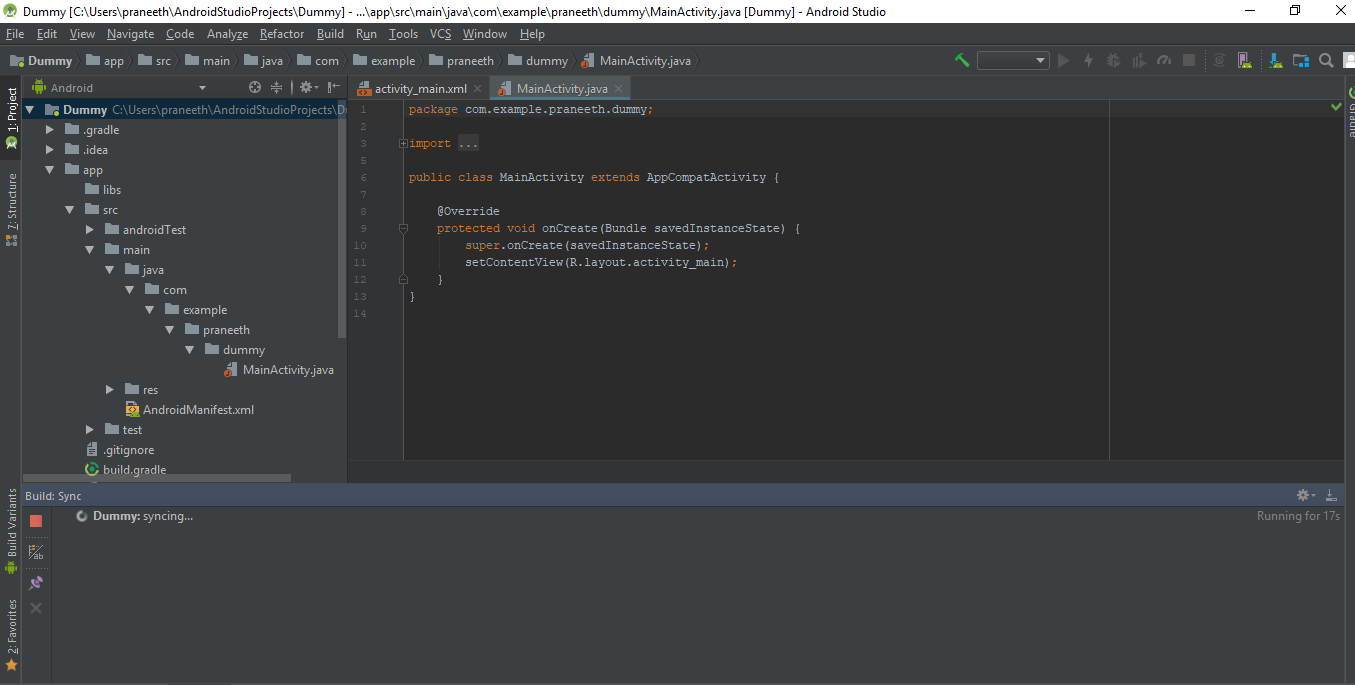 Dummy [C:\Users\praneeth\AndroidStudioProjects\Dummy] - ...\app\src\main\java\com\example\praneeth\dummy\MainActivity.java [Dummy] - Android Studio
File Edit View Navigate Code Analyze Refactor Build Run Tools VCS Window Help
Dummy app src main java com example praneeth dummy MainActivity.java
1: Project
7: Structure
Build Variants
2: Favorites
Android
Dummy C:\Users\praneeth\AndroidStudioProjects\D
.gradle
.idea
app
libs
src
androidTest
main
java
com
example
praneeth
dummy
MainActivity.java
res
AndroidManifest.xml
test
.gitignore
build.gradle
activity_main.xml MainActivity.java
1 package com.example.praneeth.dummy;
2
3 import ...
5
6 public class MainActivity extends AppCompatActivity {
7
8 @Override
9 protected void onCreate(Bundle savedInstanceState) {
10 super.onCreate(savedInstanceState);
11 setContentView(R.layout.activity_main);
12 }
13 }
14
Gradle
Build: Sync
Dummy: syncing... Running for 17s